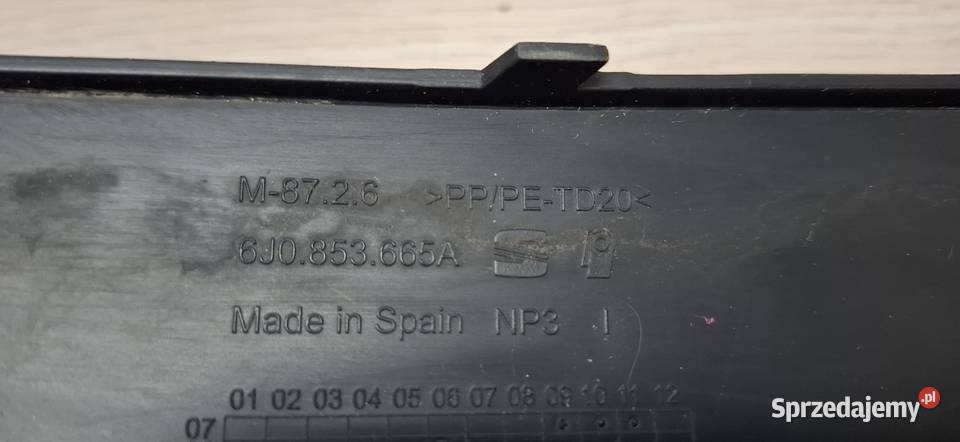 M-87.2.6 >PP/PE-TD20<
6J0.853.665A
Made in Spain NP3 I
01 02 03 04 05 06 07 08 09 10 11 12
07
Sprzedajemy.pl